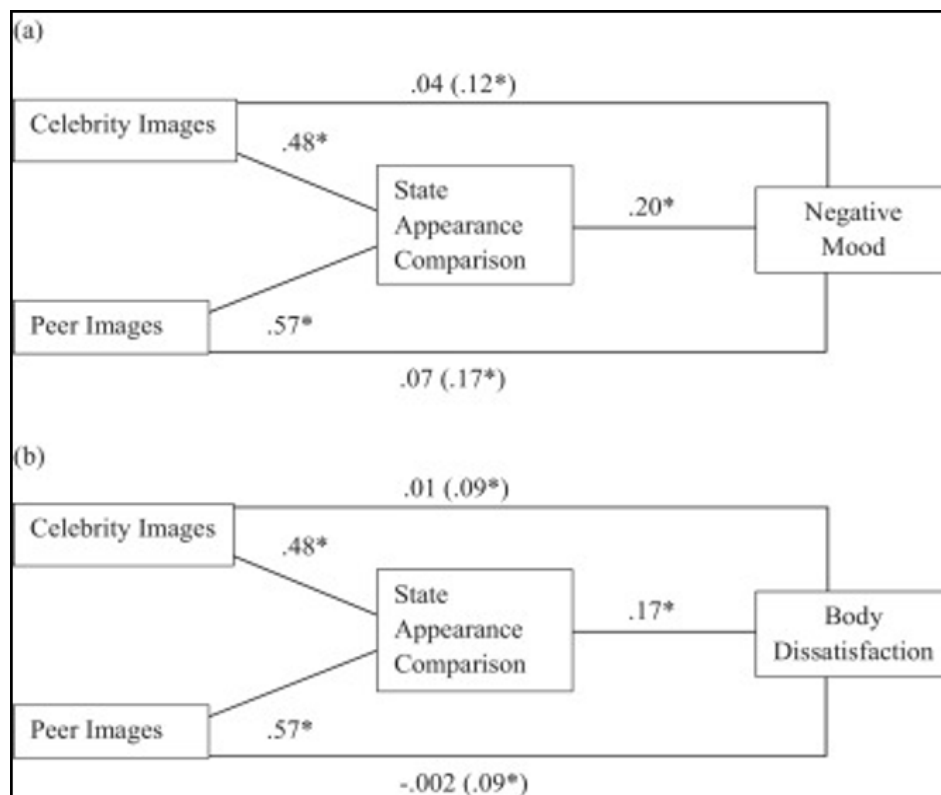 (a)
.04 (.12*)
Celebrity Images
.48*
State
Appearance
Comparison
.20*
Negative
Mood
Peer Images
.57*
.07 (.17*)
(b)
.01 (.09*)
Celebrity Images
.48*
State
Appearance
Comparison
.17*
Body
Dissatisfaction
Peer Images
.57*
-.002 (.09*)